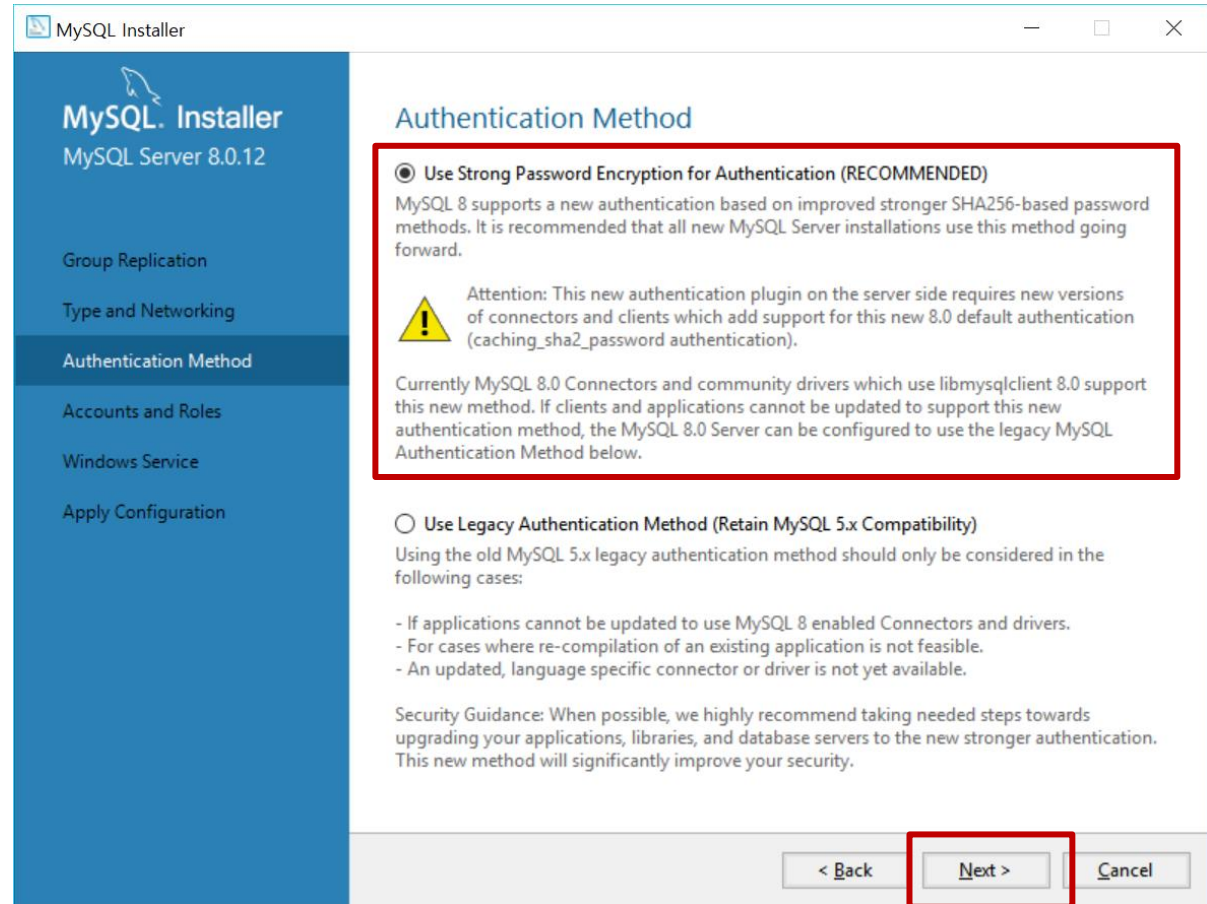 MySQL Installer
MySQL. Installer
MySQL Server 8.0.12
Group Replication
Type and Networking
Authentication Method
Accounts and Roles
Windows Service
Apply Configuration
Authentication Method
Use Strong Password Encryption for Authentication (RECOMMENDED)
MySQL 8 supports a new authentication based on improved stronger SHA256-based password
methods. It is recommended that all new MySQL Server installations use this method going
forward.
Attention: This new authentication plugin on the server side requires new versions
of connectors and clients which add support for this new 8.0 default authentication
(caching_sha2_password authentication).
Currently MySQL 8.0 Connectors and community drivers which use libmysqlclient 8.0 support
this new method. If clients and applications cannot be updated to support this new
authentication method, the MySQL 8.0 Server can be configured to use the legacy MySQL
Authentication Method below.
Use Legacy Authentication Method (Retain MySQL 5.x Compatibility)
Using the old MySQL 5.x legacy authentication method should only be considered in the
following cases:
- If applications cannot be updated to use MySQL 8 enabled Connectors and drivers.
- For cases where re-compilation of an existing application is not feasible.
- An updated, language specific connector or driver is not yet available.
Security Guidance: When possible, we highly recommend taking needed steps towards
upgrading your applications, libraries, and database servers to the new stronger authentication.
This new method will significantly improve your security.
< Back
Next >
Cancel